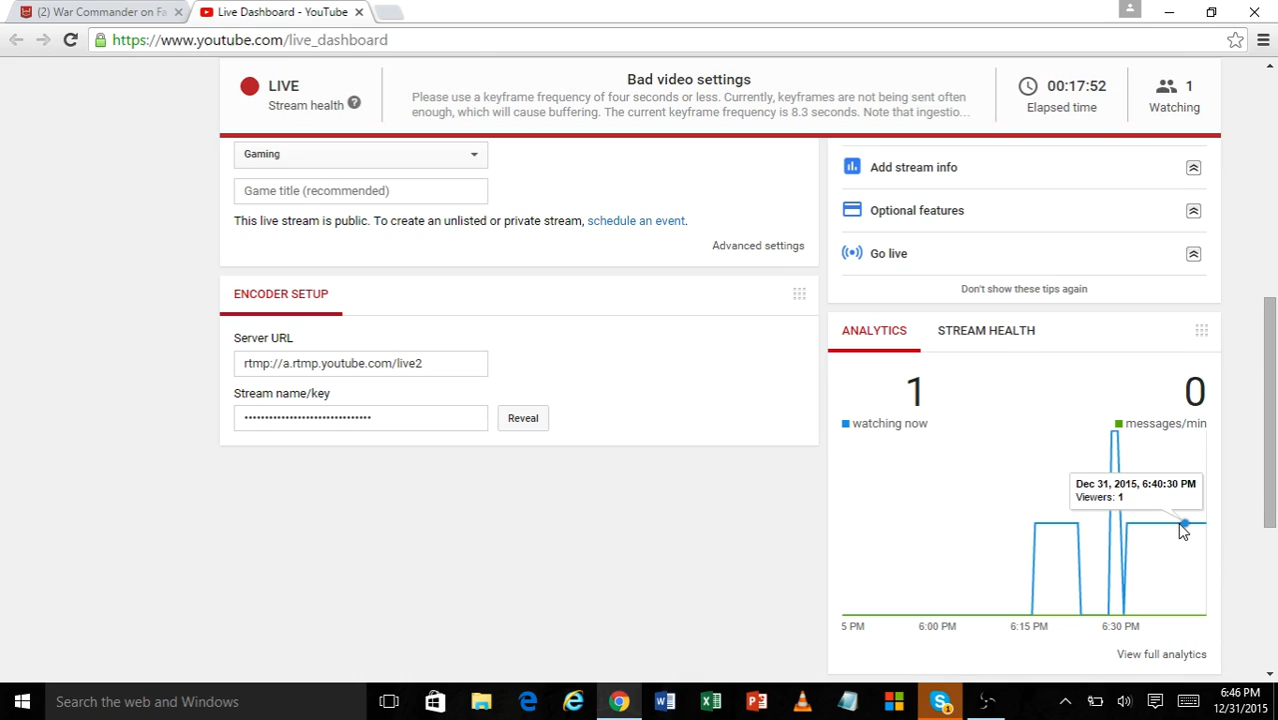 (2) War Commander on Fa
Live Dashboard - YouTube
https://www.youtube.com/live_dashboard
LIVE
Stream health ?
Bad video settings
Please use a keyframe frequency of four seconds or less. Currently, keyframes are not being sent often
enough, which will cause buffering. The current keyframe frequency is 8.3 seconds. Note that ingestio...
00:17:52
Elapsed time
1
Watching
Gaming
Game title (recommended)
This live stream is public. To create an unlisted or private stream, schedule an event.
Advanced settings
Add stream info
Optional features
Go live
Don't show these tips again
ENCODER SETUP
Server URL
rtmp://a.rtmp.youtube.com/live2
Stream name/key
•••••••••••••••••••••••••••••••
Reveal
ANALYTICS
STREAM HEALTH
1
watching now
0
messages/min
Dec 31, 2015, 6:40:30 PM
Viewers: 1
5 PM
6:00 PM
6:15 PM
6:30 PM
View full analytics
Search the web and Windows
6:46 PM
12/31/2015